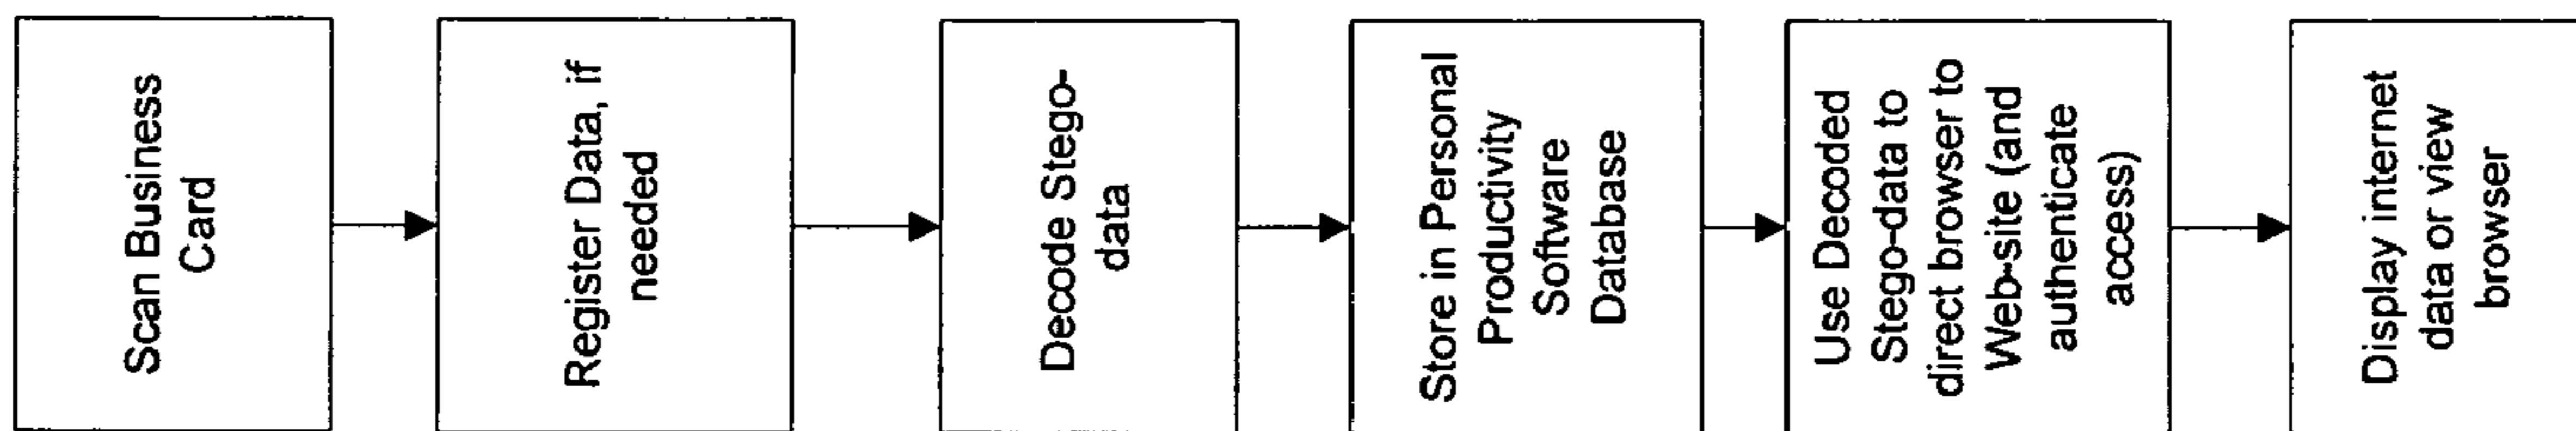 Scan Business
Card
Register Data, if
needed
Decode Stego-
data
Store in Personal
Productivity
Software
Database
Use Decoded
Stego-data to
direct browser to
Web-site (and
authenticate
access)
Display internet
data or view
browser